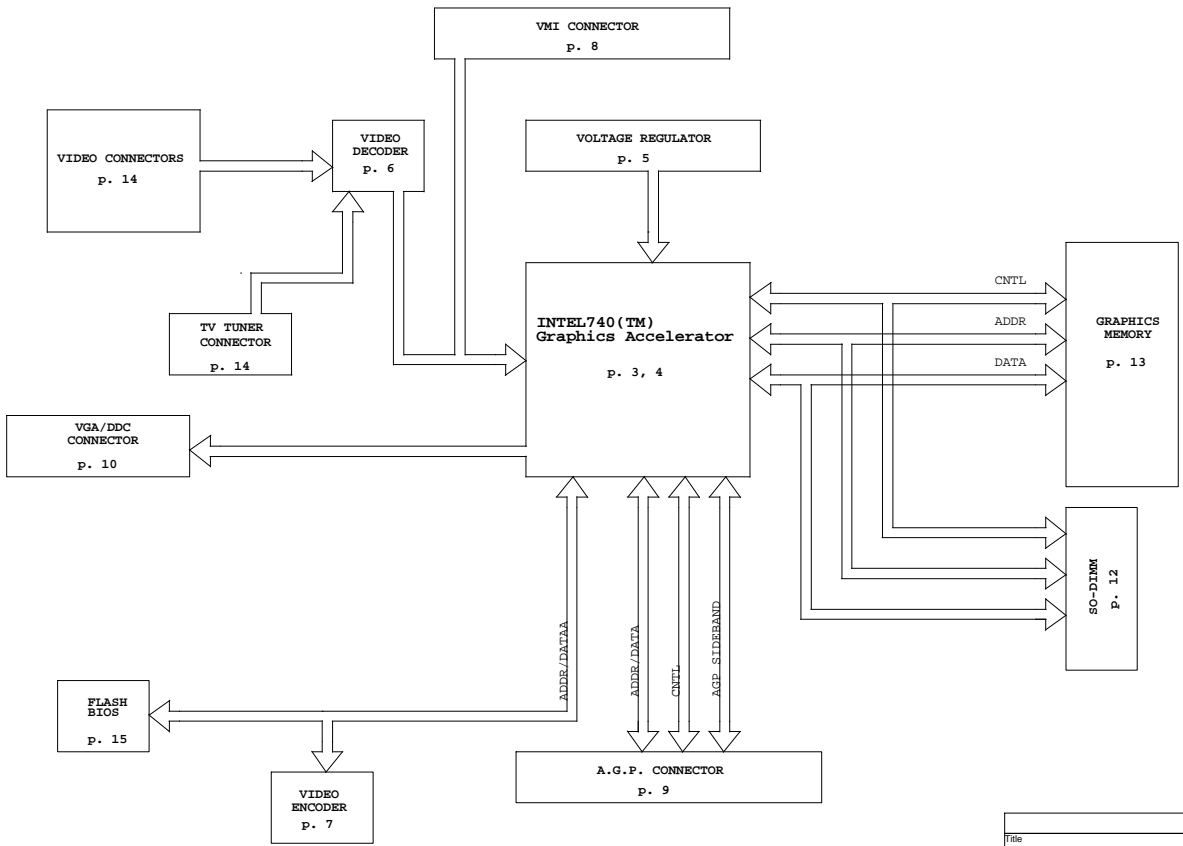 VMI CONNECTOR
p. 8
VIDEO
DECODER
p. 6
VOLTAGE REGULATOR
p. 5
VIDEO CONNECTORS
p. 14
CNTL
INTEL740(TM)
Graphics Accelerator
p. 3, 4
ADDR
GRAPHICS
MEMORY
p. 13
DATA
TV TUNER
CONNECTOR
p. 14
VGA/DDC
CONNECTOR
p. 10
SO-DIMM
p. 12
ADDR/DATAA
ADDR/DATA
CNTL
AGP SIDEBAND
FLASH
BIOS
p. 15
A.G.P. CONNECTOR
p. 9
VIDEO
ENCODER
p. 7
Title